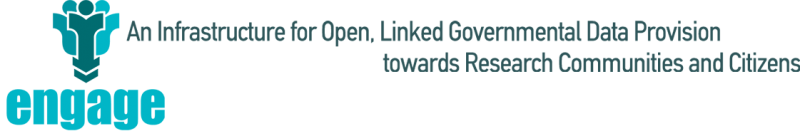 An Infrastructure for Open, Linked Governmental Data Provision
towards Research Communities and Citizens
engage